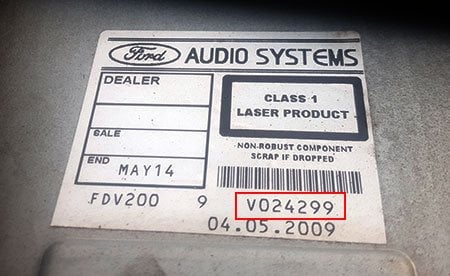 Ford AUDIO SYSTEMS
DEALER
SALE
END MAY14
CLASS 1
LASER PRODUCT
NON-ROBUST COMPONENT
SCRAP IF DROPPED
FDV200 9 V024299
04.05.2009